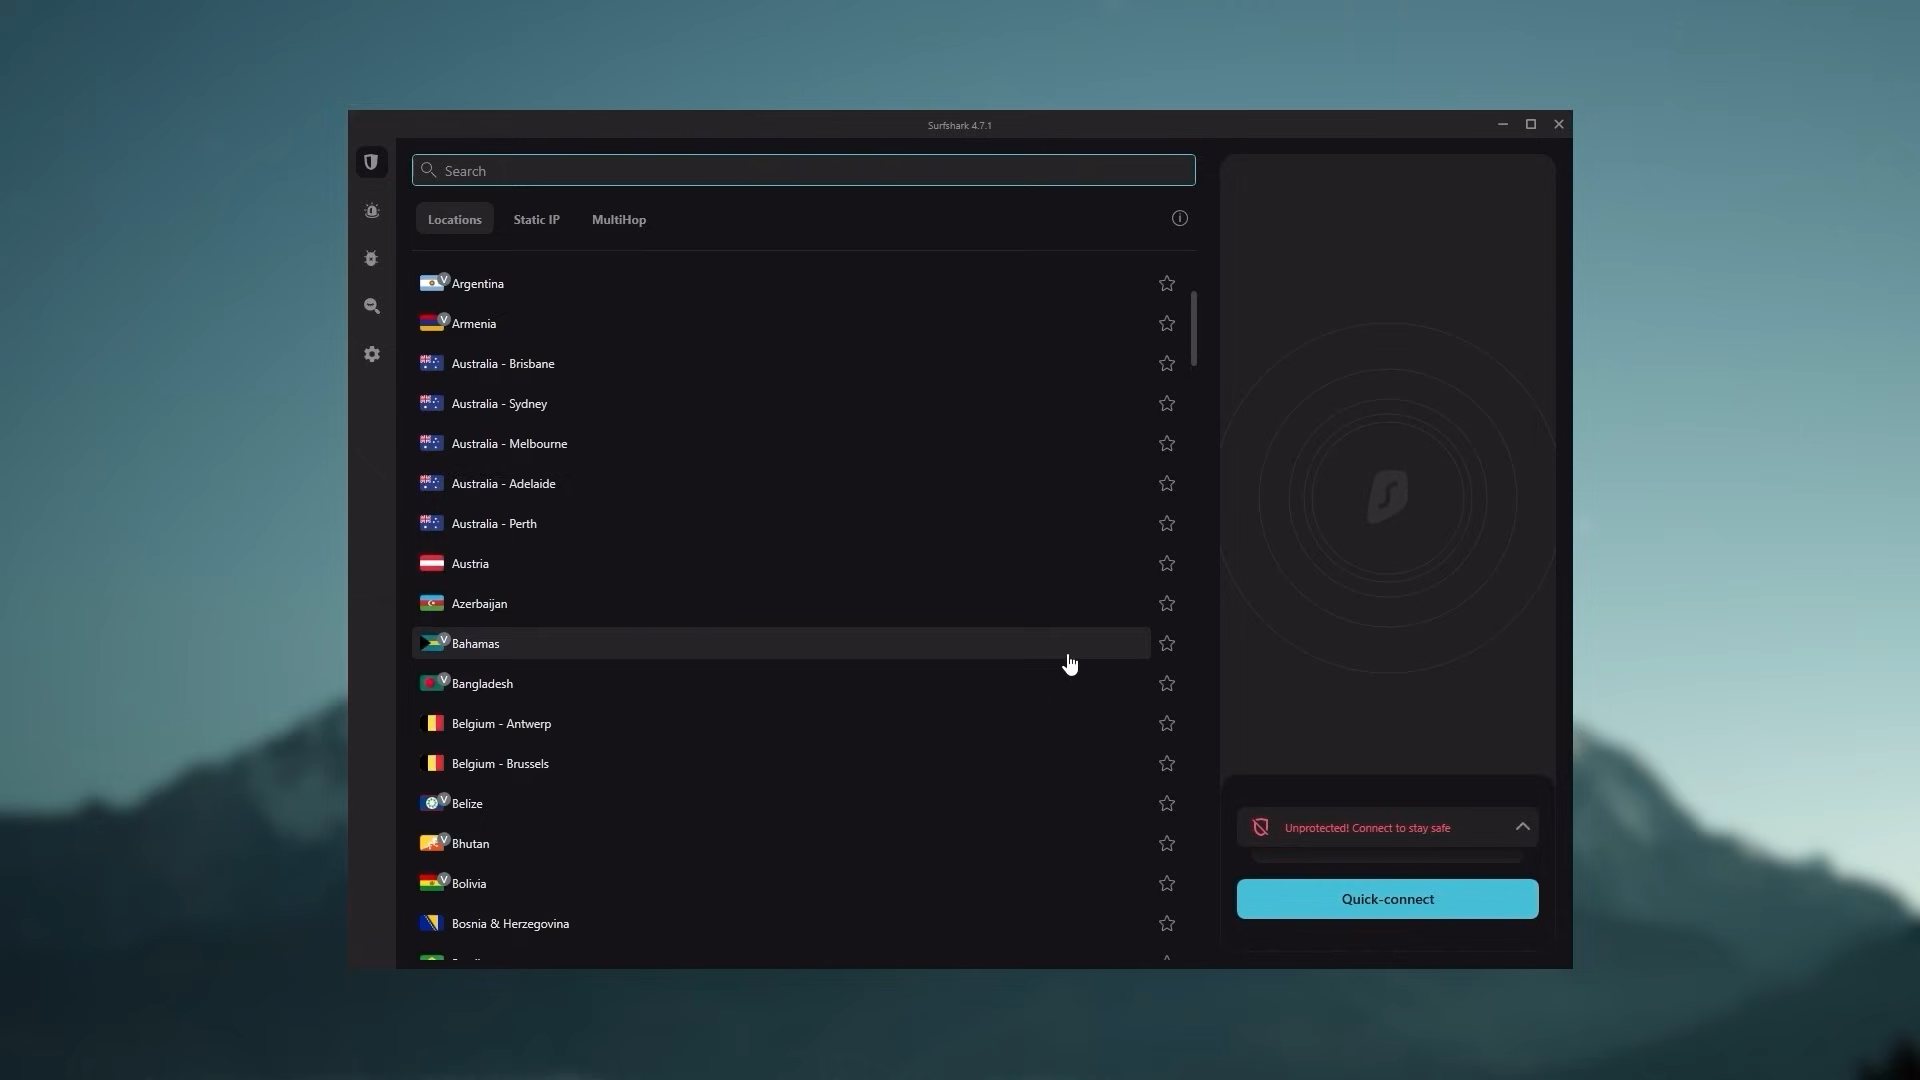 Surfshark 4.7.1
Search
Locations
Static IP
MultiHop
V Argentina
V Armenia
Australia - Brisbane
Australia - Sydney
Australia - Melbourne
Australia - Adelaide
Australia - Perth
Austria
Azerbaijan
V Bahamas
V Bangladesh
Belgium - Antwerp
Belgium - Brussels
V Belize
V Bhutan
V Bolivia
Bosnia & Herzegovina
Unprotected! Connect to stay safe
Quick-connect